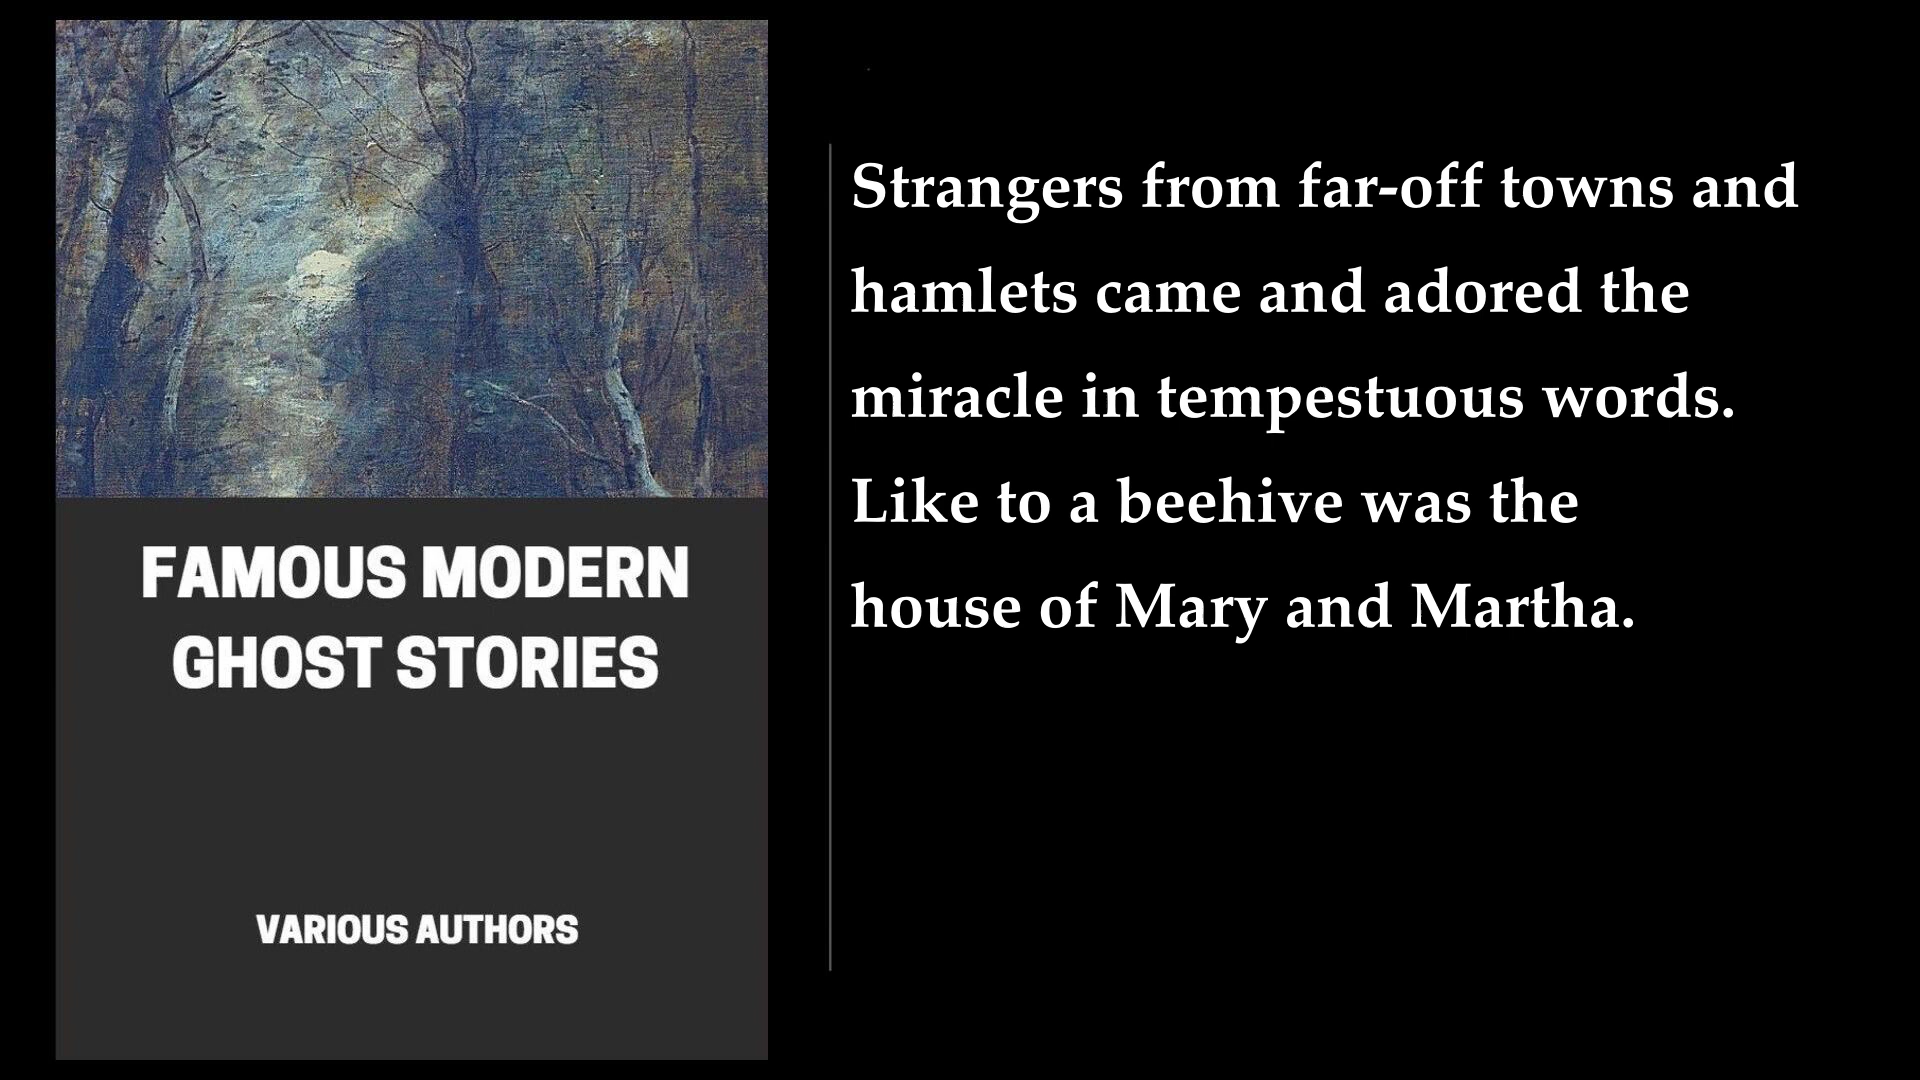 FAMOUS MODERN
GHOST STORIES
VARIOUS AUTHORS
Strangers from far-off towns and
hamlets came and adored the
miracle in tempestuous words.
Like to a beehive was the
house of Mary and Martha.